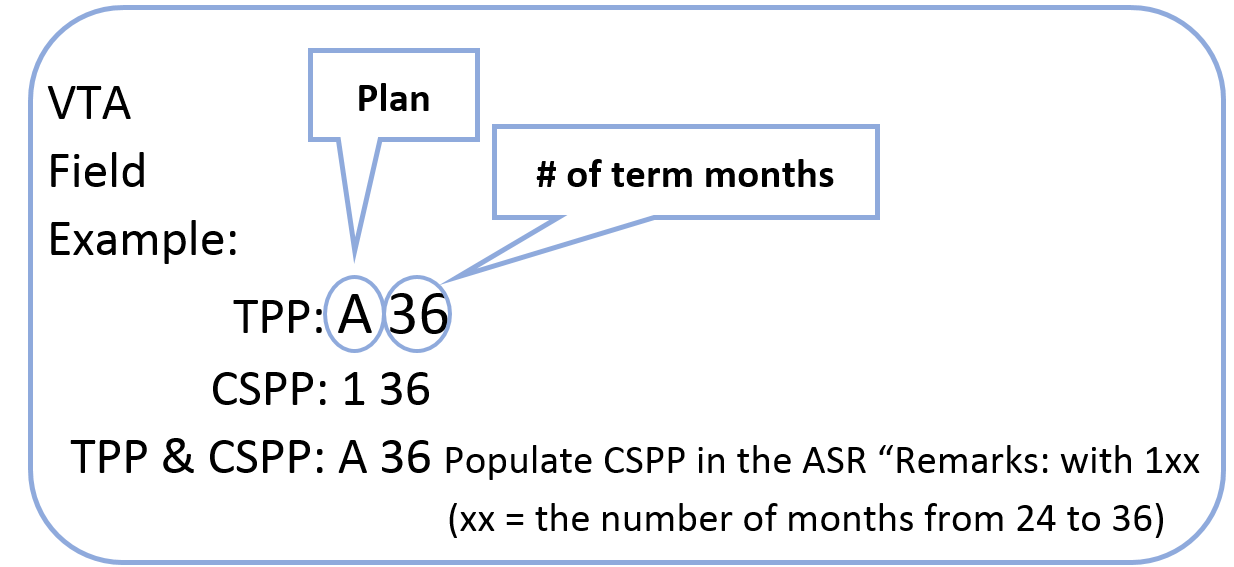 VTA
Field
Example:
Plan
# of term months
TPP: A 36
CSPP: 1 36
TPP & CSPP: A 36 Populate CSPP in the ASR “Remarks: with 1xx
(xx = the number of months from 24 to 36)